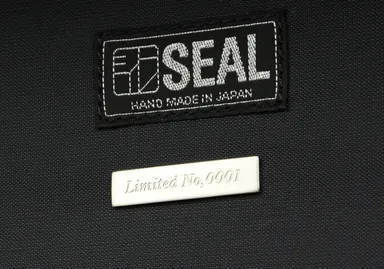 SEAL
HAND MADE IN JAPAN
Limited No,0001